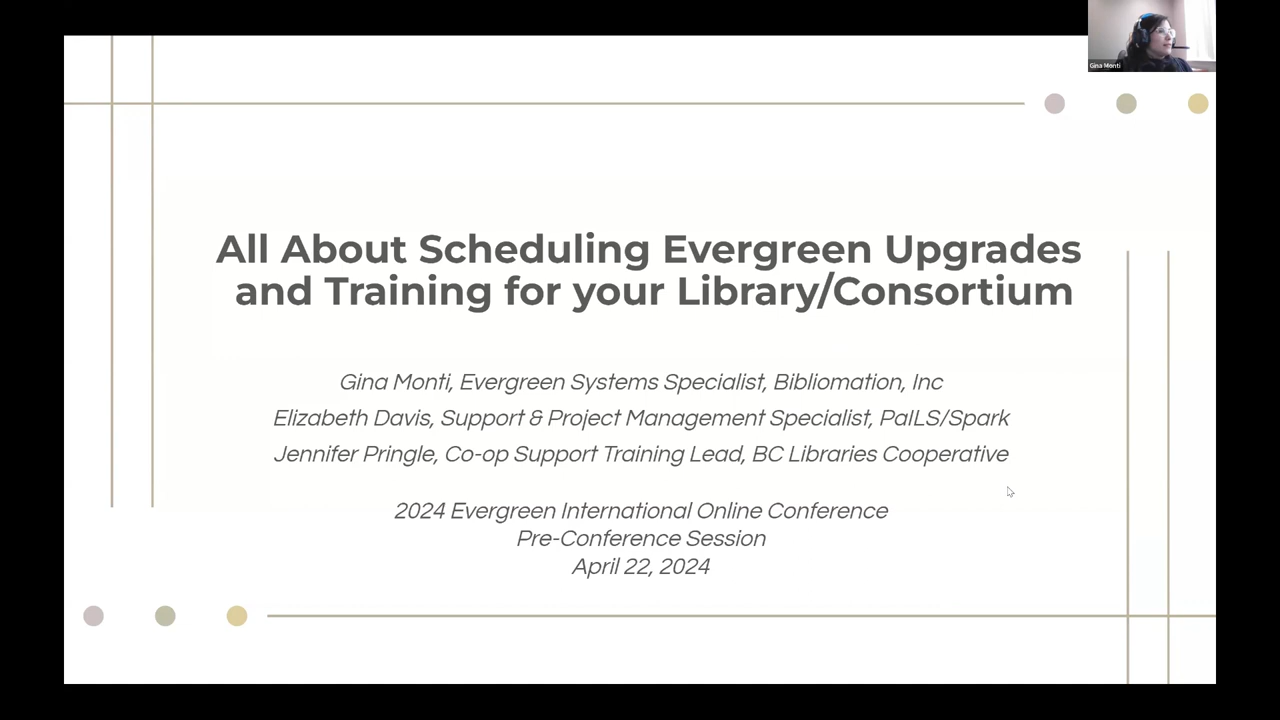 Gina Monti
All About Scheduling Evergreen Upgrades
and Training for your Library/Consortium
Gina Monti, Evergreen Systems Specialist, Bibliomation, Inc
Elizabeth Davis, Support & Project Management Specialist, PaILS/Spark
Jennifer Pringle, Co-op Support Training Lead, BC Libraries Cooperative
2024 Evergreen International Online Conference
Pre-Conference Session
April 22, 2024